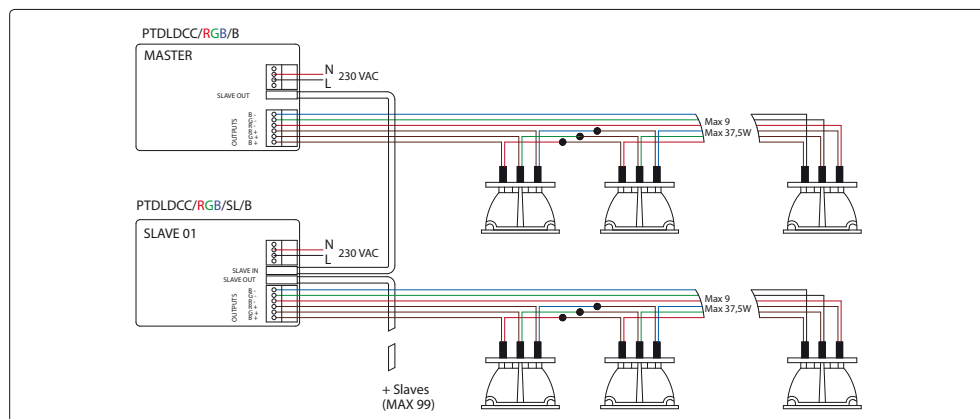 PTDLDCC/RGB/B
MASTER
N
L
230 VAC
SLAVE OUT
OUTPUTS
B -
G -
R -
B +
G +
B +
Max 9
Max 37,5W
PTDLDCC/RGB/SL/B
SLAVE 01
N
L
230 VAC
SLAVE IN
SLAVE OUT
OUTPUTS
B -
G -
Max 9
Max 37,5W
+ Slaves
(MAX 99)